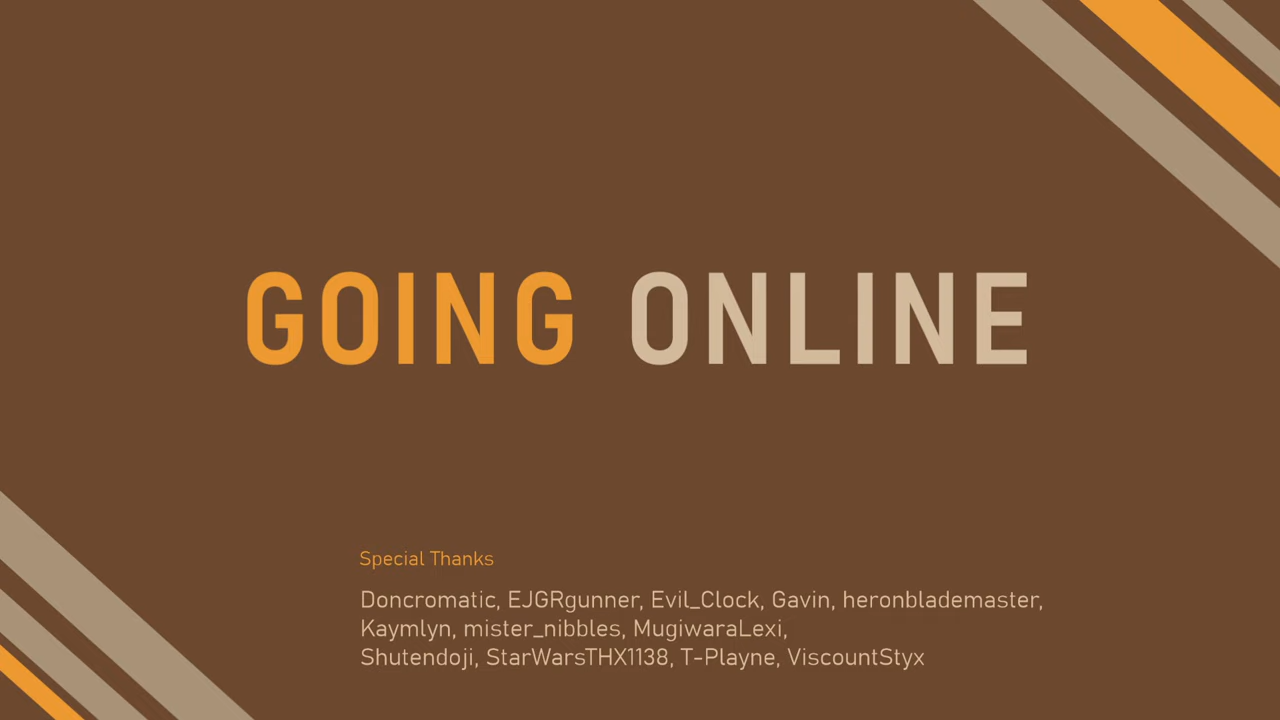 GOING ONLINE
Special Thanks
Doncromatic, EJGRgunner, Evil_Clock, Gavin, heronblademaster,
Kaymlyn, mister_nibbles, MugiwaraLexi,
Shutendoji, StarWarsTHX1138, T-Playne, ViscountStyx